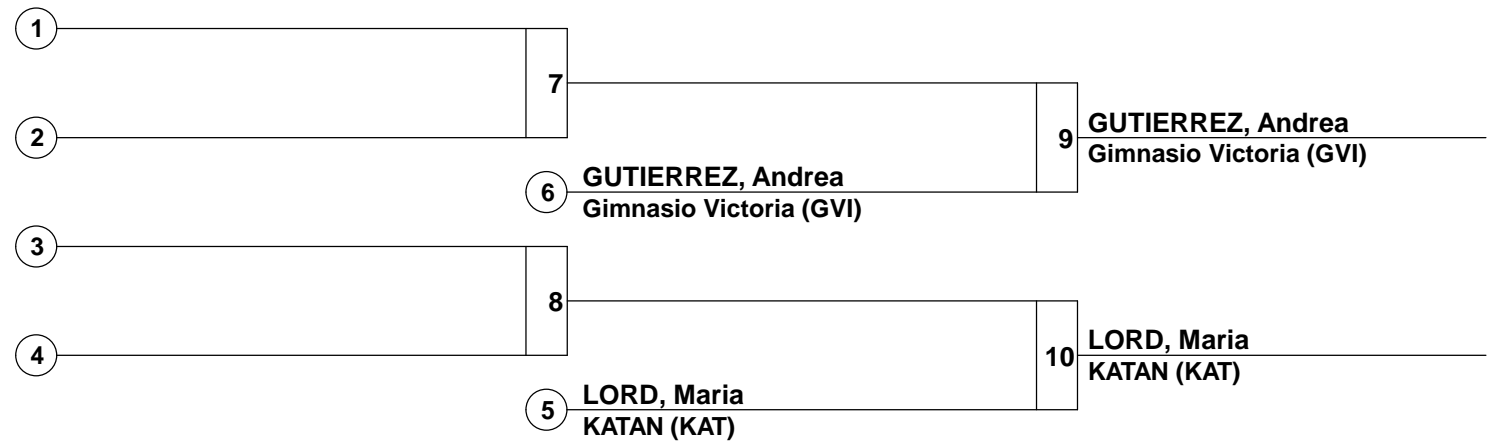 1
7
2
9
GUTIERREZ, Andrea
Gimnasio Victoria (GVI)
6
GUTIERREZ, Andrea
Gimnasio Victoria (GVI)
3
8
4
10
LORD, Maria
KATAN (KAT)
5
LORD, Maria
KATAN (KAT)